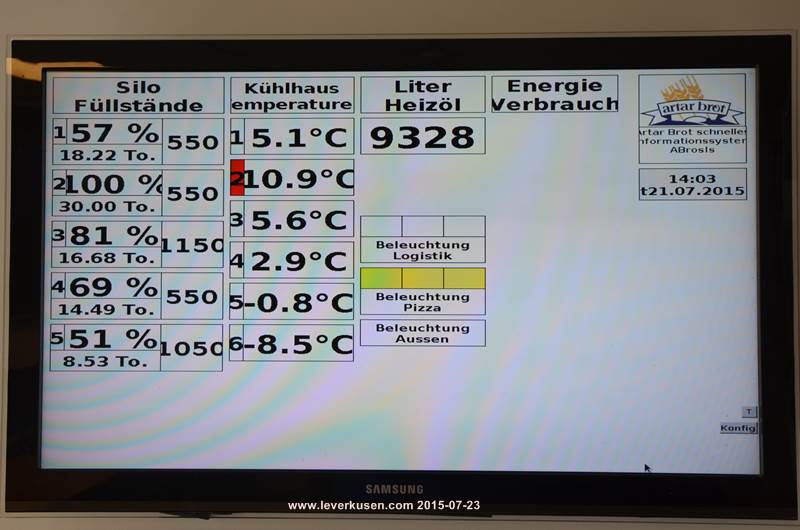 Silo
Füllstände
1 57 % 550
18.22 To.
2 100 % 550
30.00 To.
3 81 % 1150
16.68 To.
4 69 % 550
14.49 To.
5 51 % 1050
8.53 To.
Kühlhaus
emperature
1 5.1°C
2 10.9°C
3 5.6°C
4 2.9°C
5 -0.8°C
6 -8.5°C
Liter
Heizöl
9328
Beleuchtung
Logistik
Beleuchtung
Pizza
Beleuchtung
Aussen
Energie
Verbrauch
artar brot
Artar Brot schneller
nformationssyster
ABrosIs
14:03
t21.07.2015
T
Konfig
SAMSUNG
www.leverkusen.com 2015-07-23